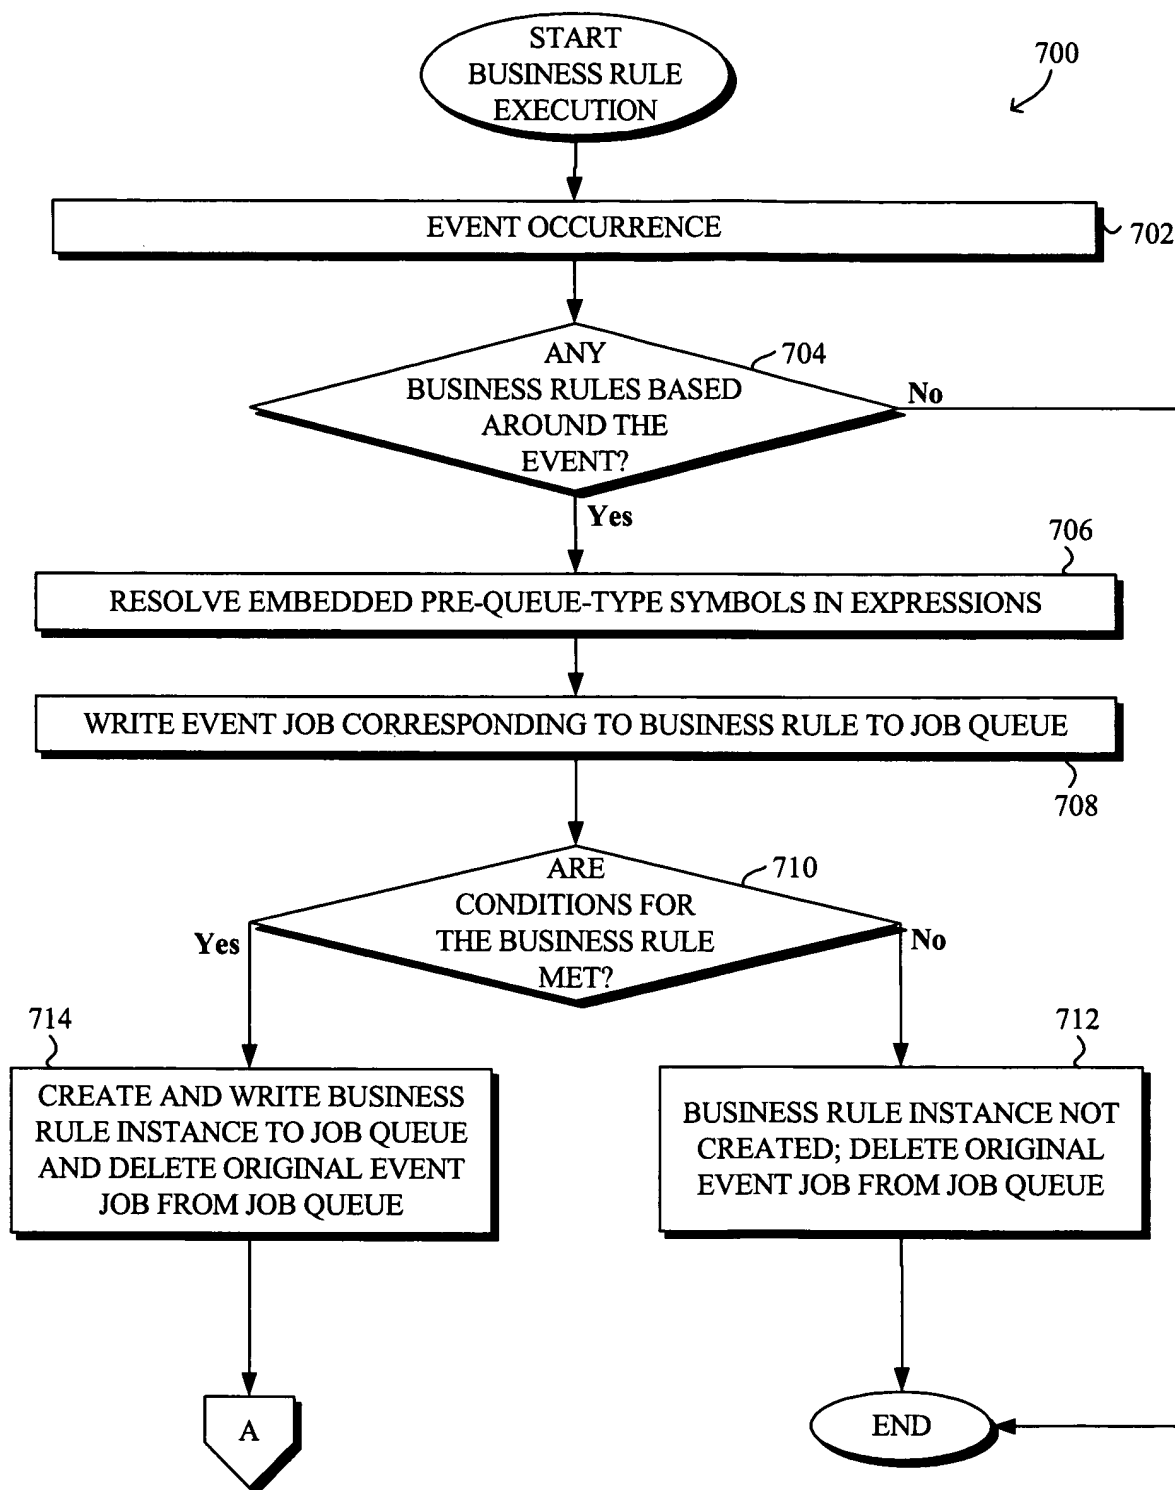 START
BUSINESS RULE
EXECUTION
700
EVENT OCCURRENCE
702
ANY
BUSINESS RULES BASED
AROUND THE
EVENT?
704
No
Yes
706
RESOLVE EMBEDDED PRE-QUEUE-TYPE SYMBOLS IN EXPRESSIONS
WRITE EVENT JOB CORRESPONDING TO BUSINESS RULE TO JOB QUEUE
708
ARE
CONDITIONS FOR
THE BUSINESS RULE
MET?
710
Yes
No
714
CREATE AND WRITE BUSINESS
RULE INSTANCE TO JOB QUEUE
AND DELETE ORIGINAL EVENT
JOB FROM JOB QUEUE
712
BUSINESS RULE INSTANCE NOT
CREATED; DELETE ORIGINAL
EVENT JOB FROM JOB QUEUE
A
END